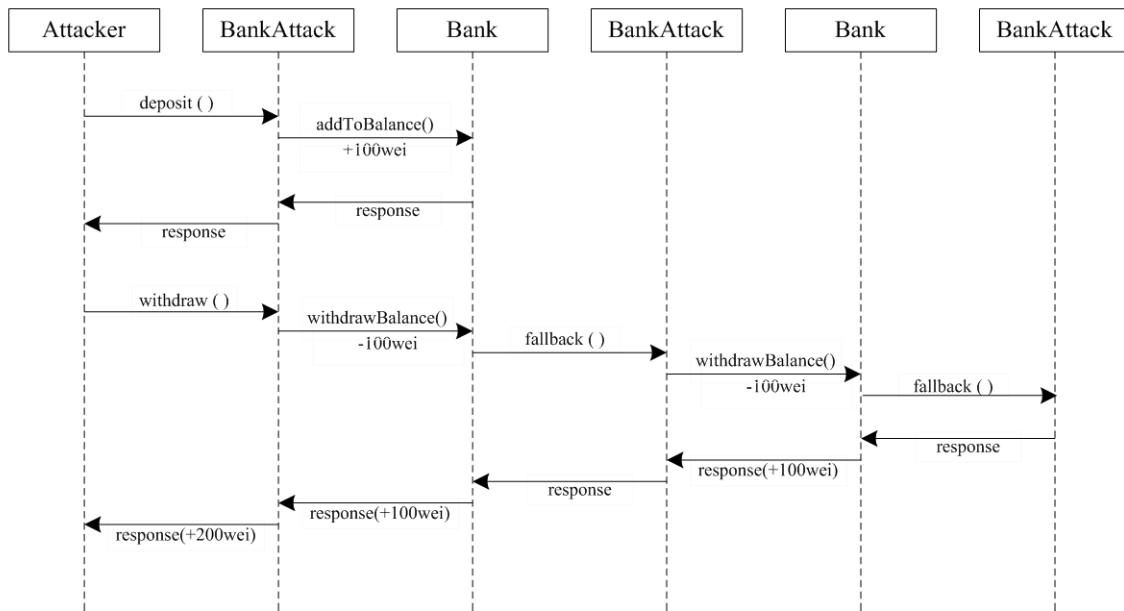 Attacker
BankAttack
Bank
BankAttack
Bank
BankAttack
deposit ( )
addToBalance()
+100wei
response
response
withdraw ( )
withdrawBalance()
-100wei
fallback ( )
withdrawBalance()
-100wei
fallback ( )
response
response(+100wei)
response
response(+100wei)
response(+200wei)